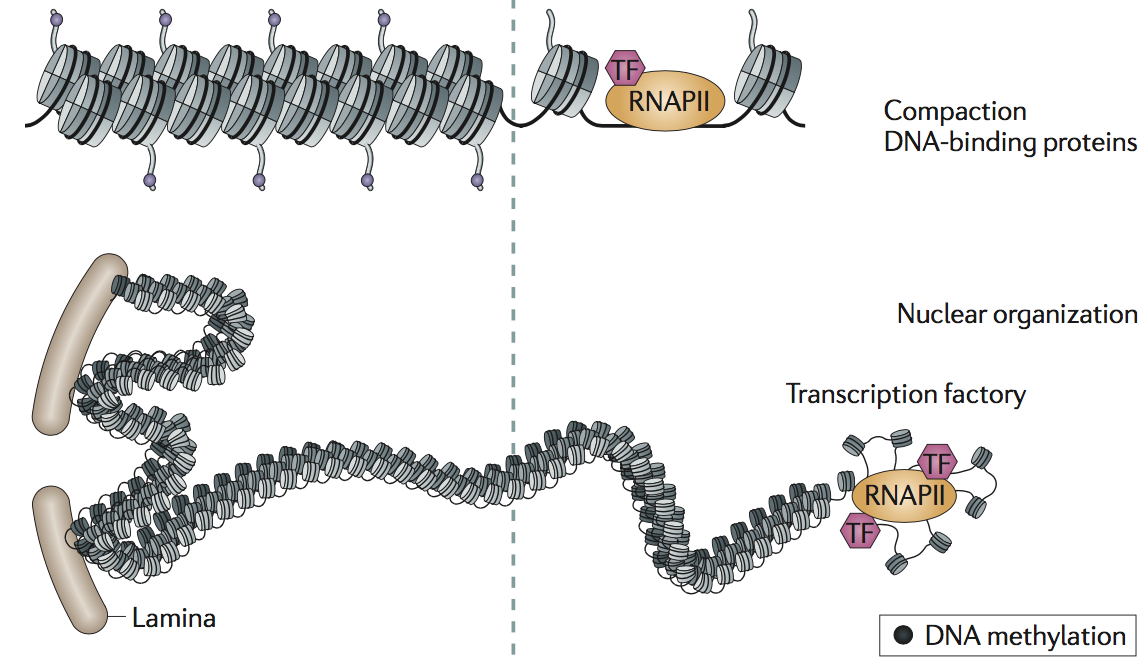 TF
RNAPII
Compaction
DNA-binding proteins
Nuclear organization
Transcription factory
TF
RNAPII
TF
Lamina
DNA methylation